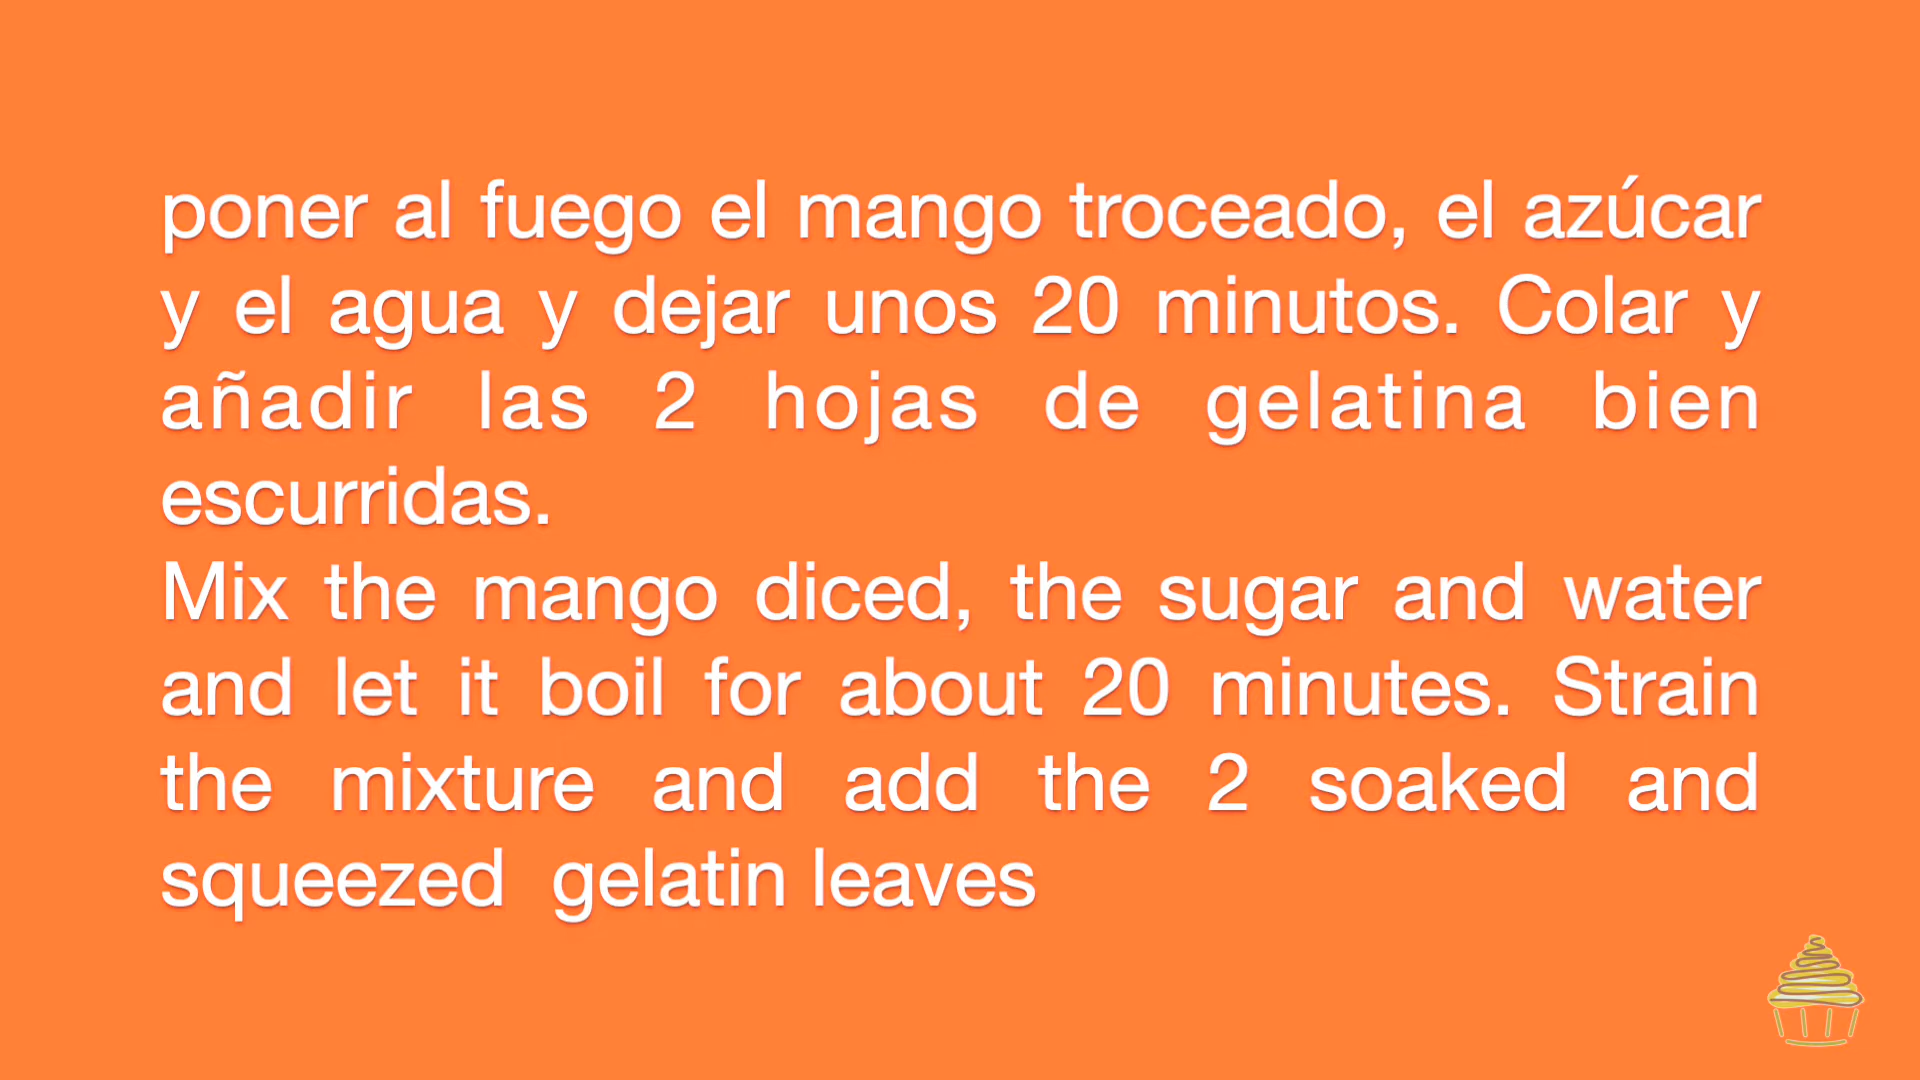 poner al fuego el mango troceado, el azúcar
y el agua y dejar unos 20 minutos. Colar y
añadir las 2 hojas de gelatina bien
escurridas.
Mix the mango diced, the sugar and water
and let it boil for about 20 minutes. Strain
the mixture and add the 2 soaked and
squeezed  gelatin leaves